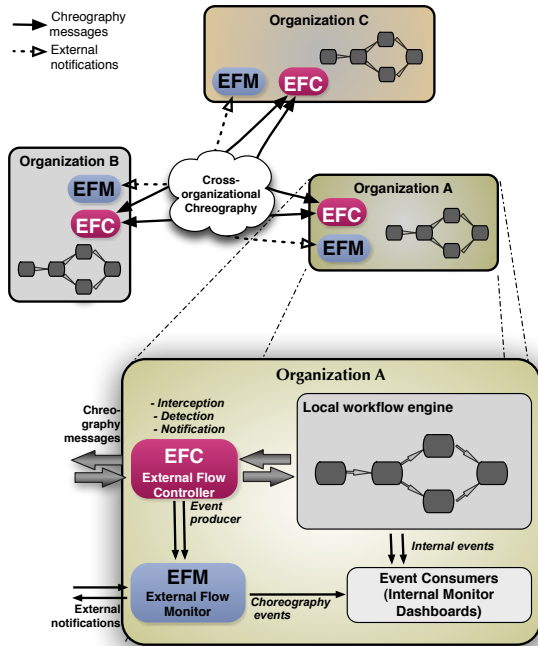 Chreography
messages
External
notifications
Organization C
EFM
EFC
Organization B
EFM
EFC
Cross-
organizational
Chreography
Organization A
EFC
EFM
Organization A
Chreo-
graphy
messages
- Interception
- Detection
- Notification
EFC
External Flow
Controller
Local workflow engine
Event
producer
Internal events
EFM
External Flow
Monitor
External
notifications
Choreography
events
Event Consumers
(Internal Monitor
Dashboards)